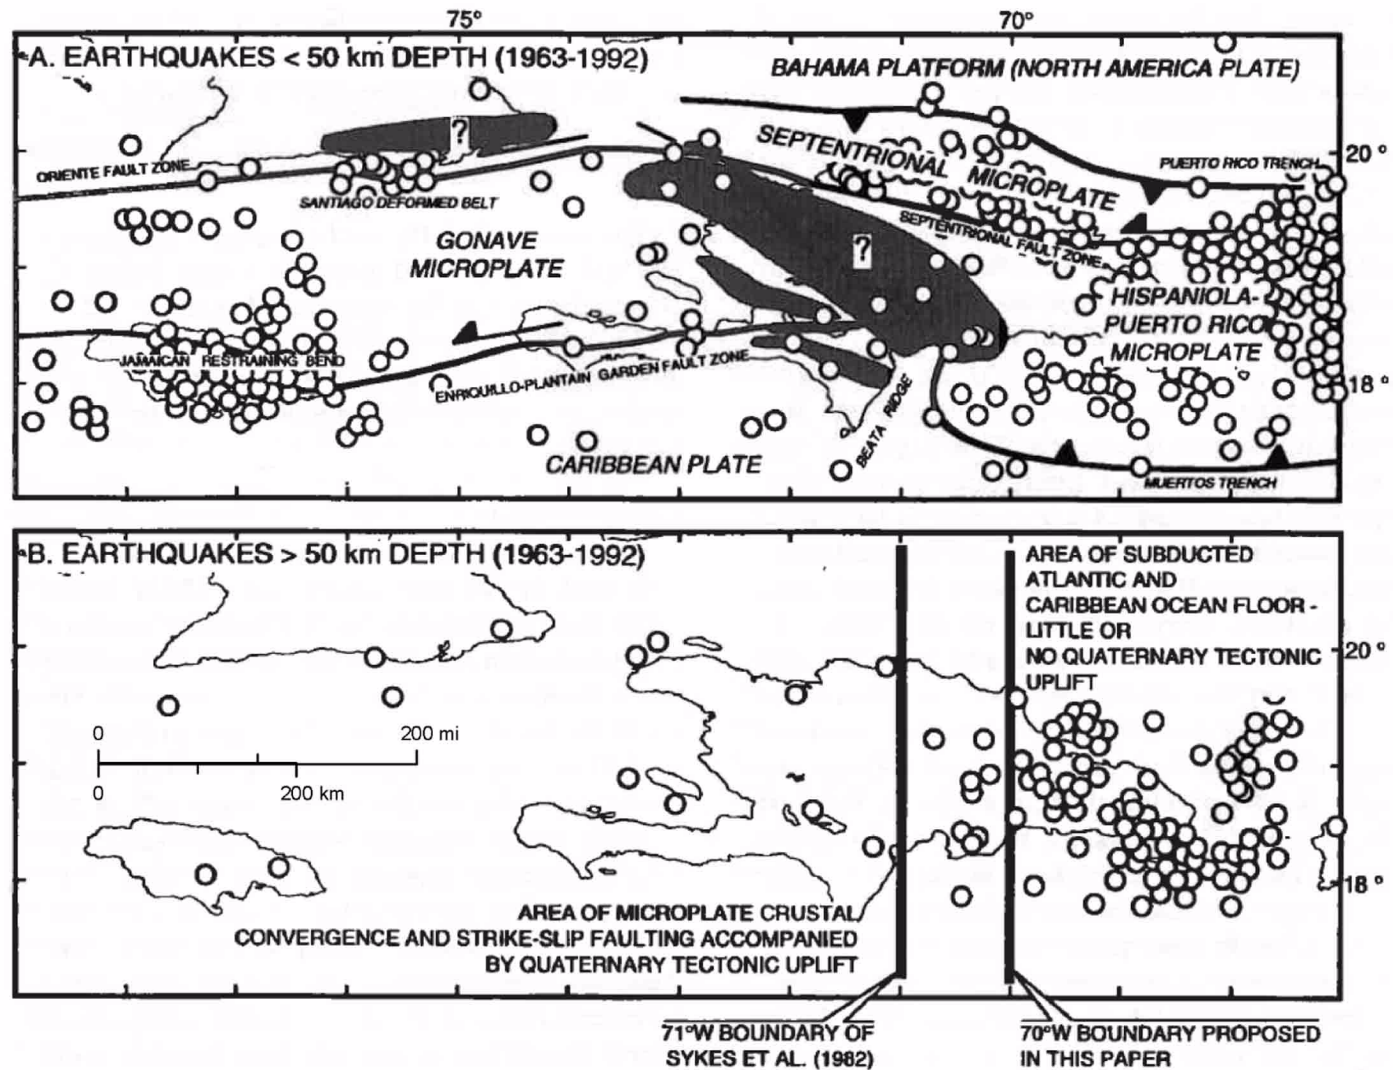 75° 70°
A. EARTHQUAKES < 50 km DEPTH (1963-1992)
BAHAMA PLATFORM (NORTH AMERICA PLATE)
?
SEPTENTRIONAL MICROPLATE
20°
ORIENTE FAULT ZONE
PUERTO RICO TRENCH
SANTIAGO DEFORMED BELT
SEPTENTRIONAL FAULT ZONE
GONAVE
MICROPLATE
?
HISPANIOLA-
PUERTO RICO
MICROPLATE
JAMAICAN RESTRAINING BEND
ENRIQUILLO-PLANTAIN GARDEN FAULT ZONE
18°
BEATA RIDGE
CARIBBEAN PLATE
MUERTOS TRENCH
B. EARTHQUAKES > 50 km DEPTH (1963-1992)
AREA OF SUBDUCTED
ATLANTIC AND
CARIBBEAN OCEAN FLOOR -
LITTLE OR
NO QUATERNARY TECTONIC
UPLIFT
20°
0 200 mi
0 200 km
18°
AREA OF MICROPLATE CRUSTAL
CONVERGENCE AND STRIKE-SLIP FAULTING ACCOMPANIED
BY QUATERNARY TECTONIC UPLIFT
71°W BOUNDARY OF
SYKES ET AL. (1982)
70°W BOUNDARY PROPOSED
IN THIS PAPER